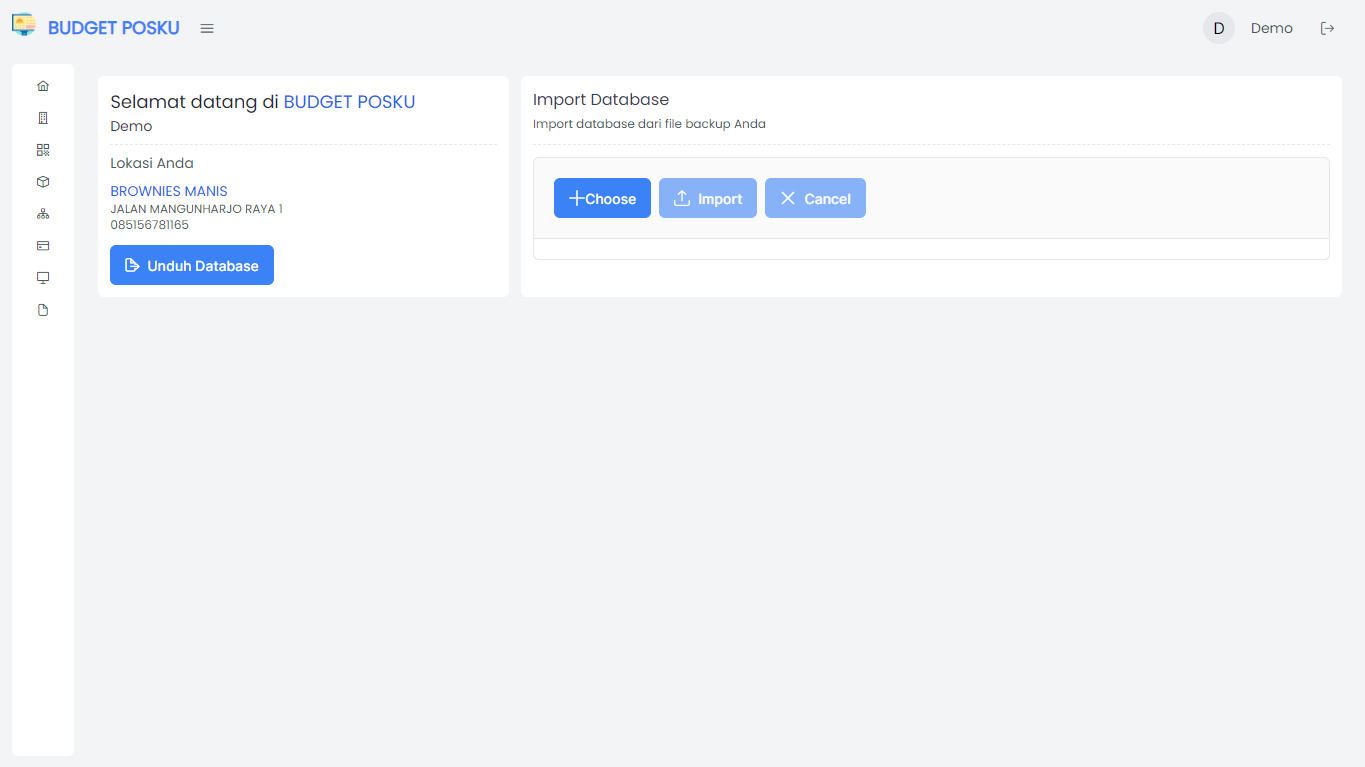 BUDGET POSKU
D
Demo
Selamat datang di BUDGET POSKU
Demo
Lokasi Anda
BROWNIES MANIS
JALAN MANGUNHARJO RAYA 1
085156781165
Unduh Database
Import Database
Import database dari file backup Anda
Choose
Import
Cancel